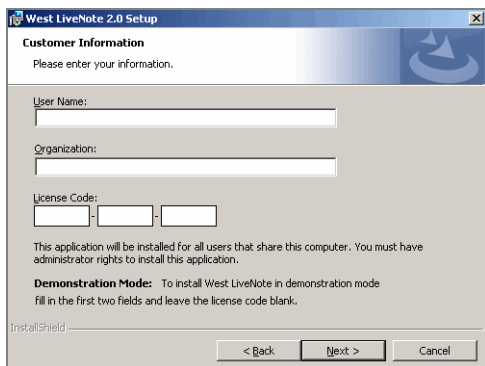 West LiveNote 2.0 Setup
Customer Information
Please enter your information.
User Name:
Organization:
License Code:
- -
This application will be installed for all users that share this computer. You must have
administrator rights to install this application.
Demonstration Mode: To install West LiveNote in demonstration mode
fill in the first two fields and leave the license code blank.
InstallShield
< Back Next > Cancel